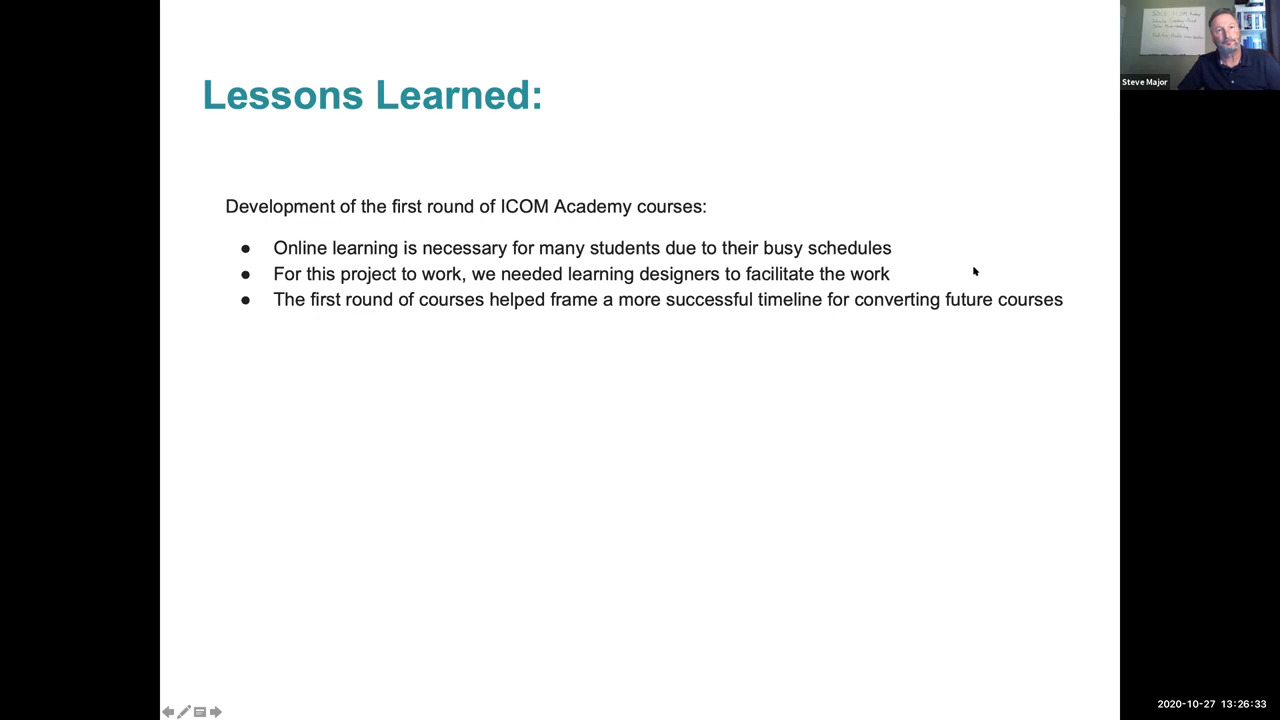 Lessons Learned:
Development of the first round of ICOM Academy courses:
● Online learning is necessary for many students due to their busy schedules
● For this project to work, we needed learning designers to facilitate the work
● The first round of courses helped frame a more successful timeline for converting future courses
Steve Major
2020-10-27 13:26:33